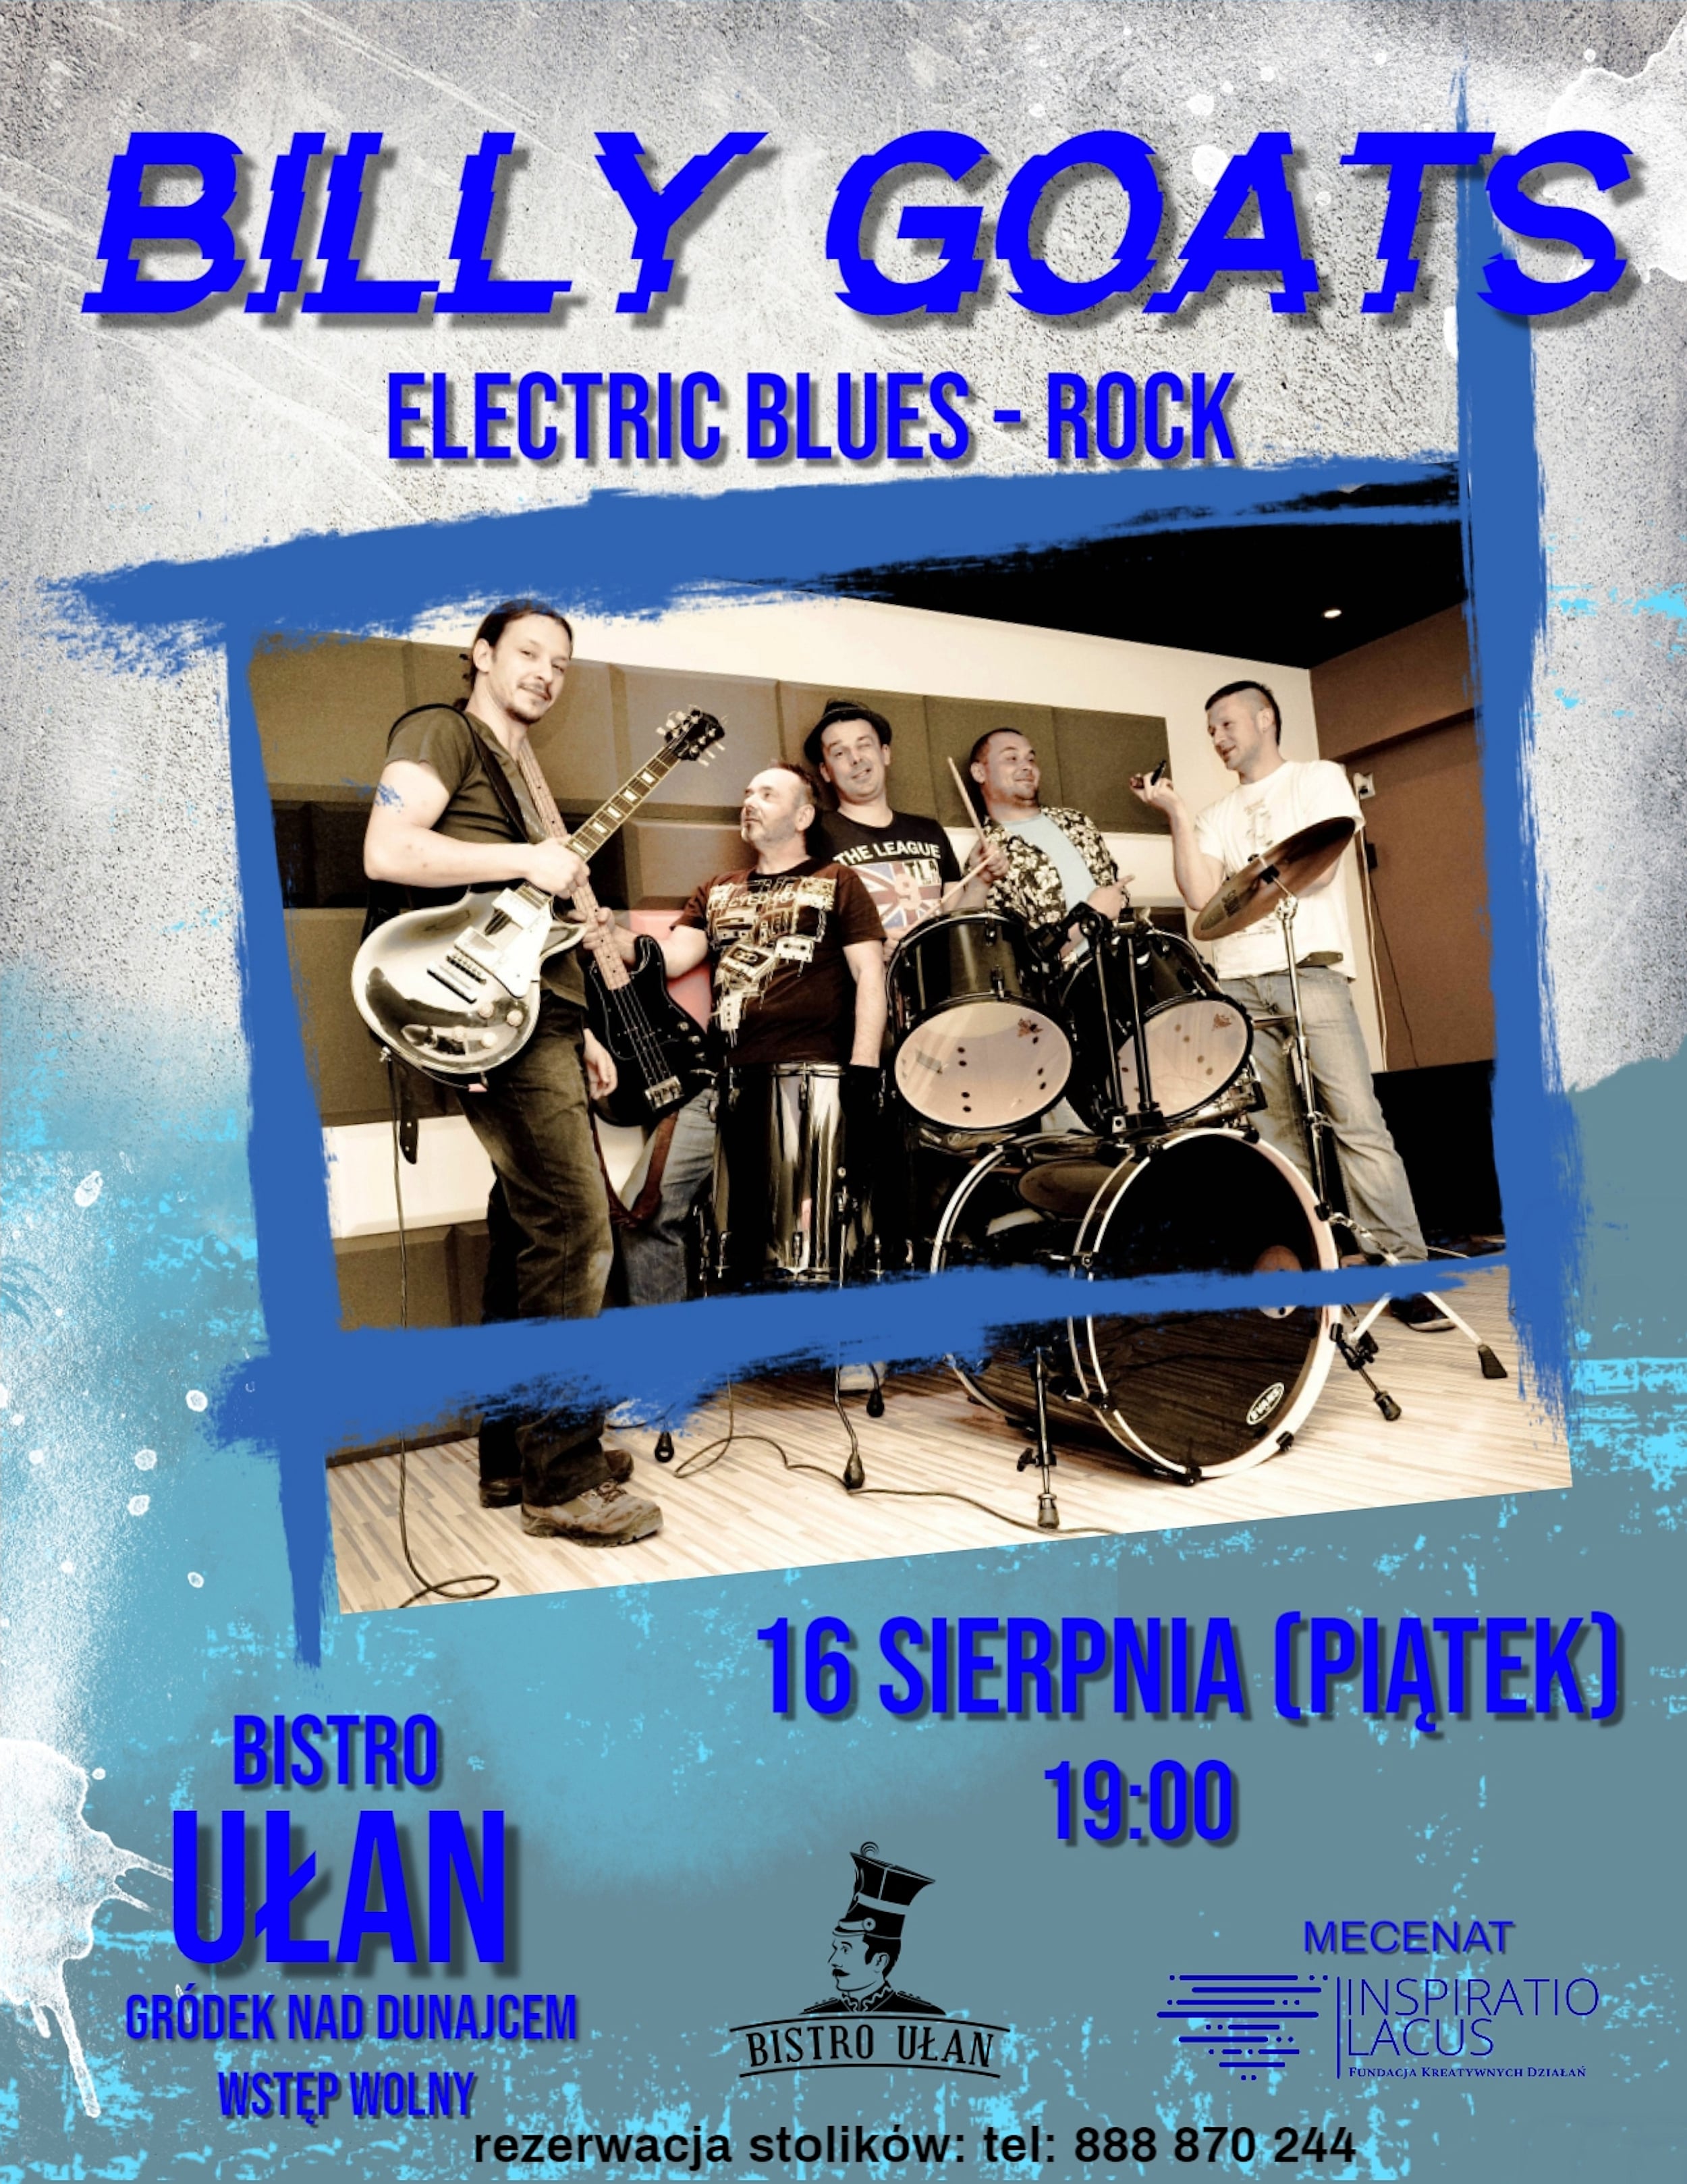 BILLY GOATS
ELECTRIC BLUES - ROCK
THE LEAGUE
16 SIERPNIA (PIĄTEK)
19:00
BISTRO
UŁAN
GRÓDEK NAD DUNAJCEM
WSTĘP WOLNY
BISTRO UŁAN
MECENAT
INSPIRATIO
LACUS
FUNDACJA KREATYWNYCH DZIAŁAŃ
rezerwacja stolików: tel: 888 870 244